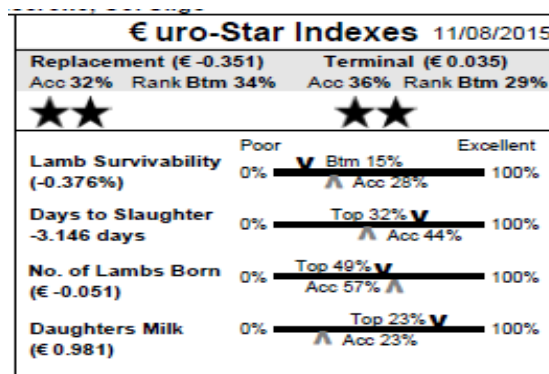 €uro-Star Indexes 11/08/2015
Replacement (€ -0.351) Terminal (€ 0.035)
Acc 32% Rank Btm 34% Acc 36% Rank Btm 29%
Poor Excellent
Lamb Survivability 0% Btm 15% 100%
(-0.376%) Acc 28%
Days to Slaughter 0% Top 32% 100%
-3.146 days Acc 44%
No. of Lambs Born 0% Top 49% 100%
(€ -0.051) Acc 57%
Daughters Milk 0% Top 23% 100%
(€ 0.981) Acc 23%